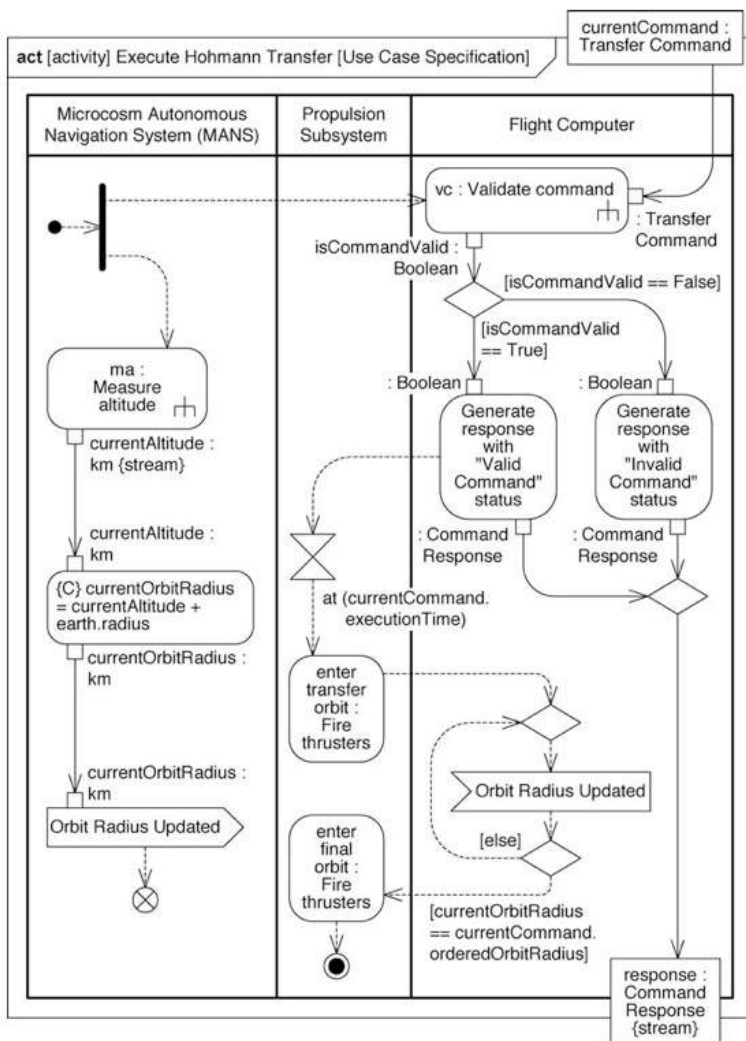 currentCommand :
Transfer Command
act [activity] Execute Hohmann Transfer [Use Case Specification]
Microcosm Autonomous
Navigation System (MANS)
Propulsion
Subsystem
Flight Computer
vc : Validate command
: Transfer
Command
isCommandValid :
Boolean
[isCommandValid == False]
[isCommandValid
== True]
ma :
Measure
altitude
: Boolean
: Boolean
Generate
response
with
"Valid
Command"
status
Generate
response
with
"Invalid
Command"
status
currentAltitude :
km {stream}
: Command
Response
: Command
Response
currentAltitude :
km
{C} currentOrbitRadius
= currentAltitude +
earth.radius
at (currentCommand.
executionTime)
currentOrbitRadius :
km
enter
transfer
orbit :
Fire
thrusters
currentOrbitRadius :
km
Orbit Radius Updated
Orbit Radius Updated
enter
final
orbit :
Fire
thrusters
[else]
[currentOrbitRadius
== currentCommand.
orderedOrbitRadius]
response :
Command
Response
{stream}